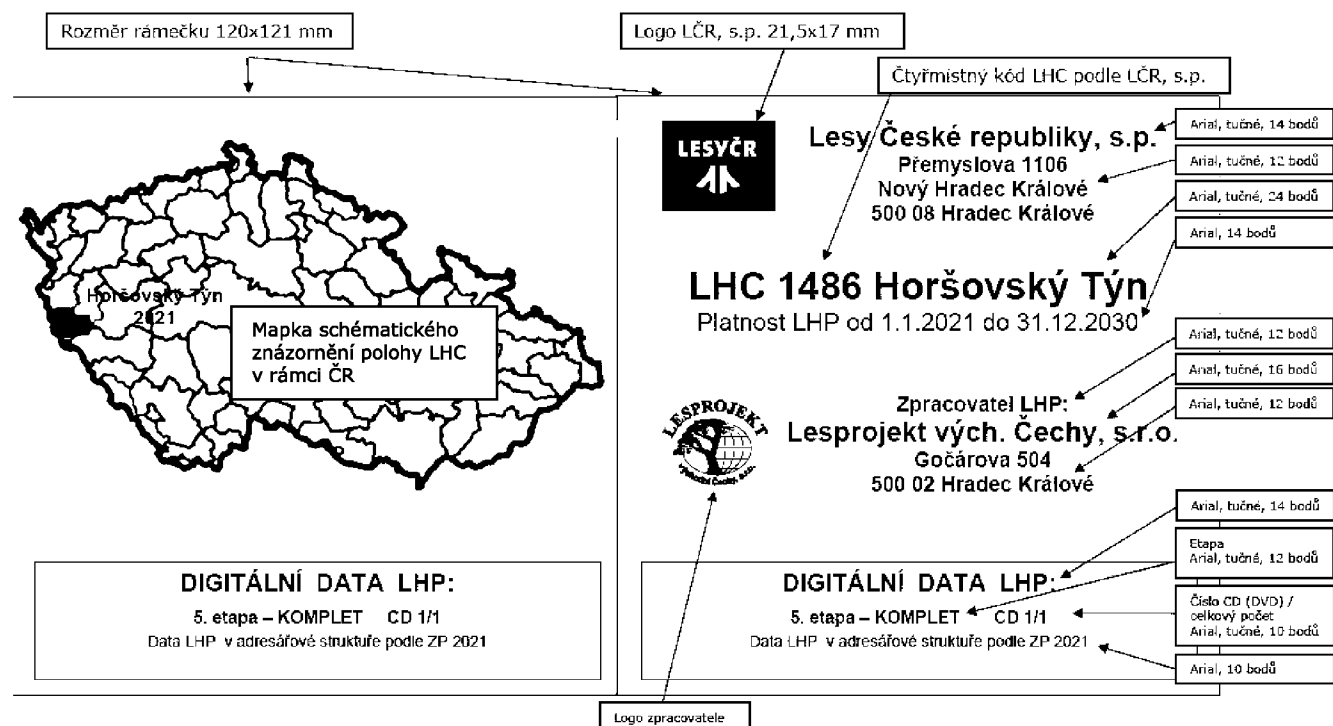 Rozměr rámečku 120x121 mm
Logo LČR, s.p. 21,5x17 mm
Čtyřmístný kód LHC podle LČR, s.p.
Horšovský Týn
2021
Mapka schématického
znázornění polohy LHC
v rámci ČR
DIGITÁLNÍ DATA LHP:
5. etapa – KOMPLET CD 1/1
Data LHP v adresářové struktuře podle ZP 2021
LESYČR
Lesy České republiky, s.p.
Přemyslova 1106
Nový Hradec Králové
500 08 Hradec Králové
LHC 1486 Horšovský Týn
Platnost LHP od 1.1.2021 do 31.12.2030
LESPROJEKT
východní Čechy, s.r.o.
Zpracovatel LHP:
Lesprojekt vých. Čechy, s.r.o.
Gočárova 504
500 02 Hradec Králové
DIGITÁLNÍ DATA LHP:
5. etapa – KOMPLET CD 1/1
Data LHP v adresářové struktuře podle ZP 2021
Arial, tučné, 14 bodů
Arial, tučné, 12 bodů
Arial, tučné, 24 bodů
Arial, 14 bodů
Arial, tučné, 12 bodů
Arial, tučné, 16 bodů
Arial, tučné, 12 bodů
Arial, tučné, 14 bodů
Etapa
Arial, tučné, 12 bodů
Číslo CD (DVD) /
celkový počet
Arial, tučné, 10 bodů
Arial, 10 bodů
Logo zpracovatele